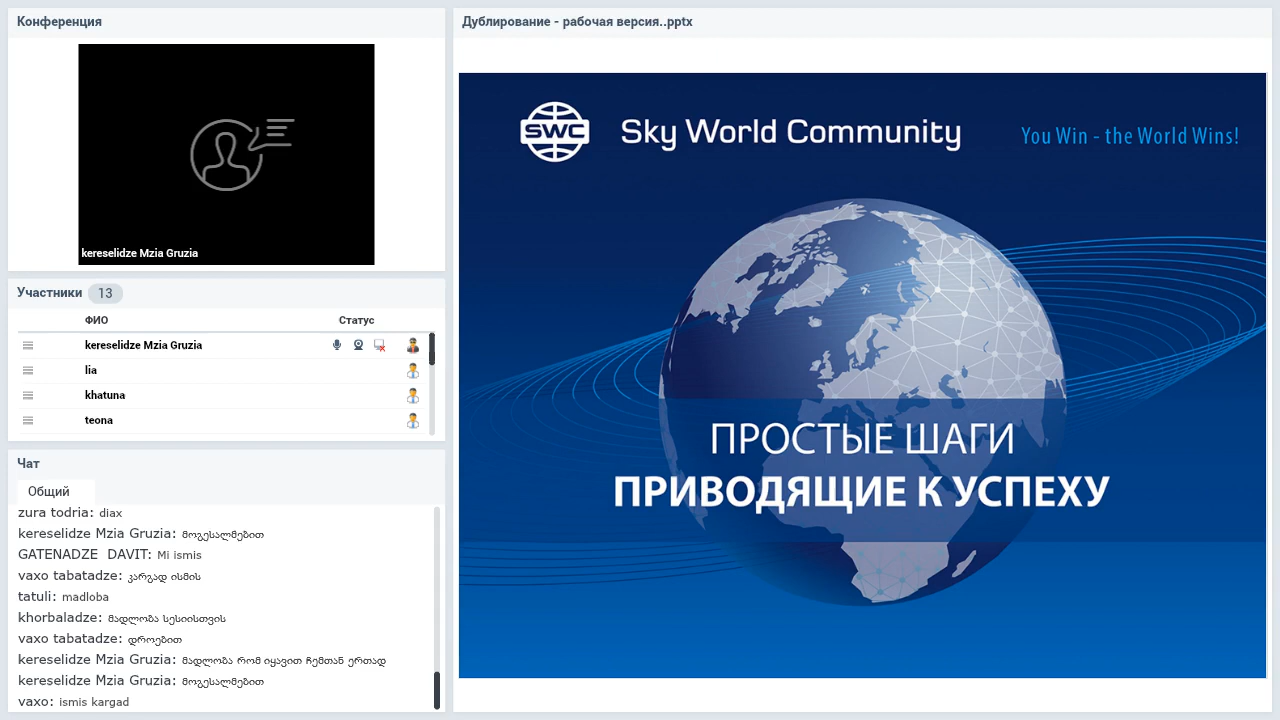 Конференция
kereselidze Mzia Gruzia
Участники 13
ФИО Статус
kereselidze Mzia Gruzia
lia
khatuna
teona
Чат
Общий
zura todria: diax
kereselidze Mzia Gruzia: მოგესალმებით
GATENADZE DAVIT: Mi ismis
vaxo tabatadze: კარგად ისმის
tatuli: madloba
khorbaladze: მადლობა სესიისთვის
vaxo tabatadze: დროებით
kereselidze Mzia Gruzia: მადლობა რომ იყავით ჩემთან ერთად
kereselidze Mzia Gruzia: მოგესალმებით
vaxo: ismis kargad
Дублирование - рабочая версия..pptx
SWC Sky World Community
You Win - the World Wins!
ПРОСТЫЕ ШАГИ
ПРИВОДЯЩИЕ К УСПЕХУ